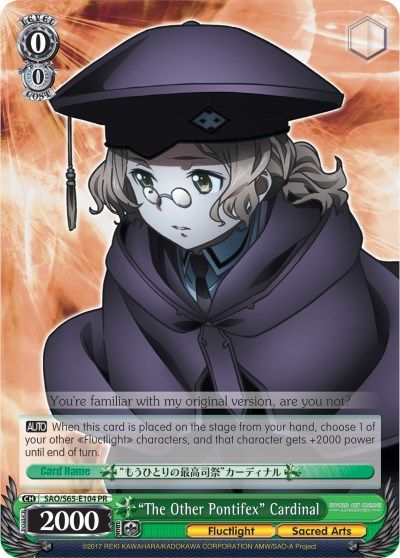 LEVEL
0
0
COST
You're familiar with my original version, are you not?
AUTO When this card is placed on the stage from your hand, choose 1 of
your other «Fluctlight» characters, and that character gets +2000 power
until end of turn.
Card Name "もうひとりの最高司祭" カーディナル
CH SAO/S65-E104 PR
POWER 2000 SOUL "The Other Pontifex" Cardinal
Fluctlight Sacred Arts
©2017 REKI KAWAHARA/KADOKAWA CORPORATION AMW/SAO-A Project